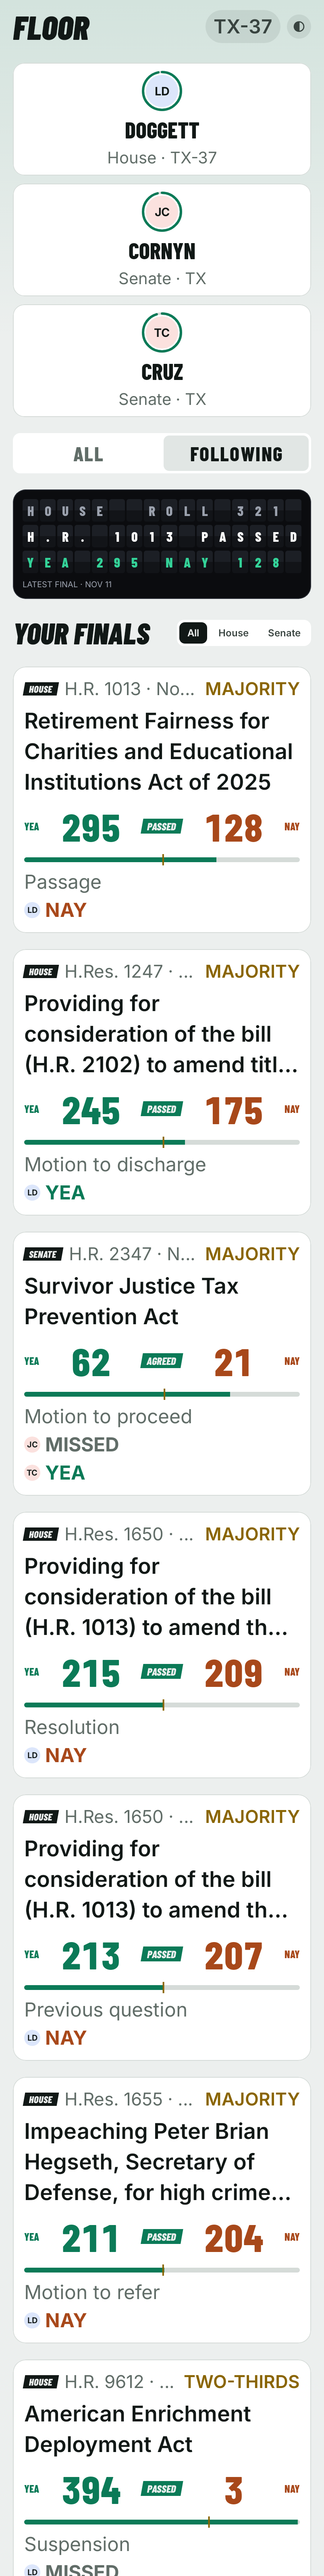 FLOOR
TX-37
LD
DOGGETT
House · TX-37
JC
CORNYN
Senate · TX
TC
CRUZ
Senate · TX
ALL
FOLLOWING
HOUSE ROLL 321
H.R. 1013 PASSED
YEA 295 NAY 128
LATEST FINAL · NOV 11
YOUR FINALS
All House Senate
HOUSE H.R. 1013 · No... MAJORITY
Retirement Fairness for
Charities and Educational
Institutions Act of 2025
YEA 295 PASSED 128 NAY
Passage
LD NAY
HOUSE H.Res. 1247 · ... MAJORITY
Providing for
consideration of the bill
(H.R. 2102) to amend titl...
YEA 245 PASSED 175 NAY
Motion to discharge
LD YEA
SENATE H.R. 2347 · N... MAJORITY
Survivor Justice Tax
Prevention Act
YEA 62 AGREED 21 NAY
Motion to proceed
JC MISSED
TC YEA
HOUSE H.Res. 1650 · ... MAJORITY
Providing for
consideration of the bill
(H.R. 1013) to amend th...
YEA 215 PASSED 209 NAY
Resolution
LD NAY
HOUSE H.Res. 1650 · ... MAJORITY
Providing for
consideration of the bill
(H.R. 1013) to amend th...
YEA 213 PASSED 207 NAY
Previous question
LD NAY
HOUSE H.Res. 1655 · ... MAJORITY
Impeaching Peter Brian
Hegseth, Secretary of
Defense, for high crime...
YEA 211 PASSED 204 NAY
Motion to refer
LD NAY
HOUSE H.R. 9612 · ... TWO-THIRDS
American Enrichment
Deployment Act
YEA 394 PASSED 3 NAY
Suspension
LD MISSED